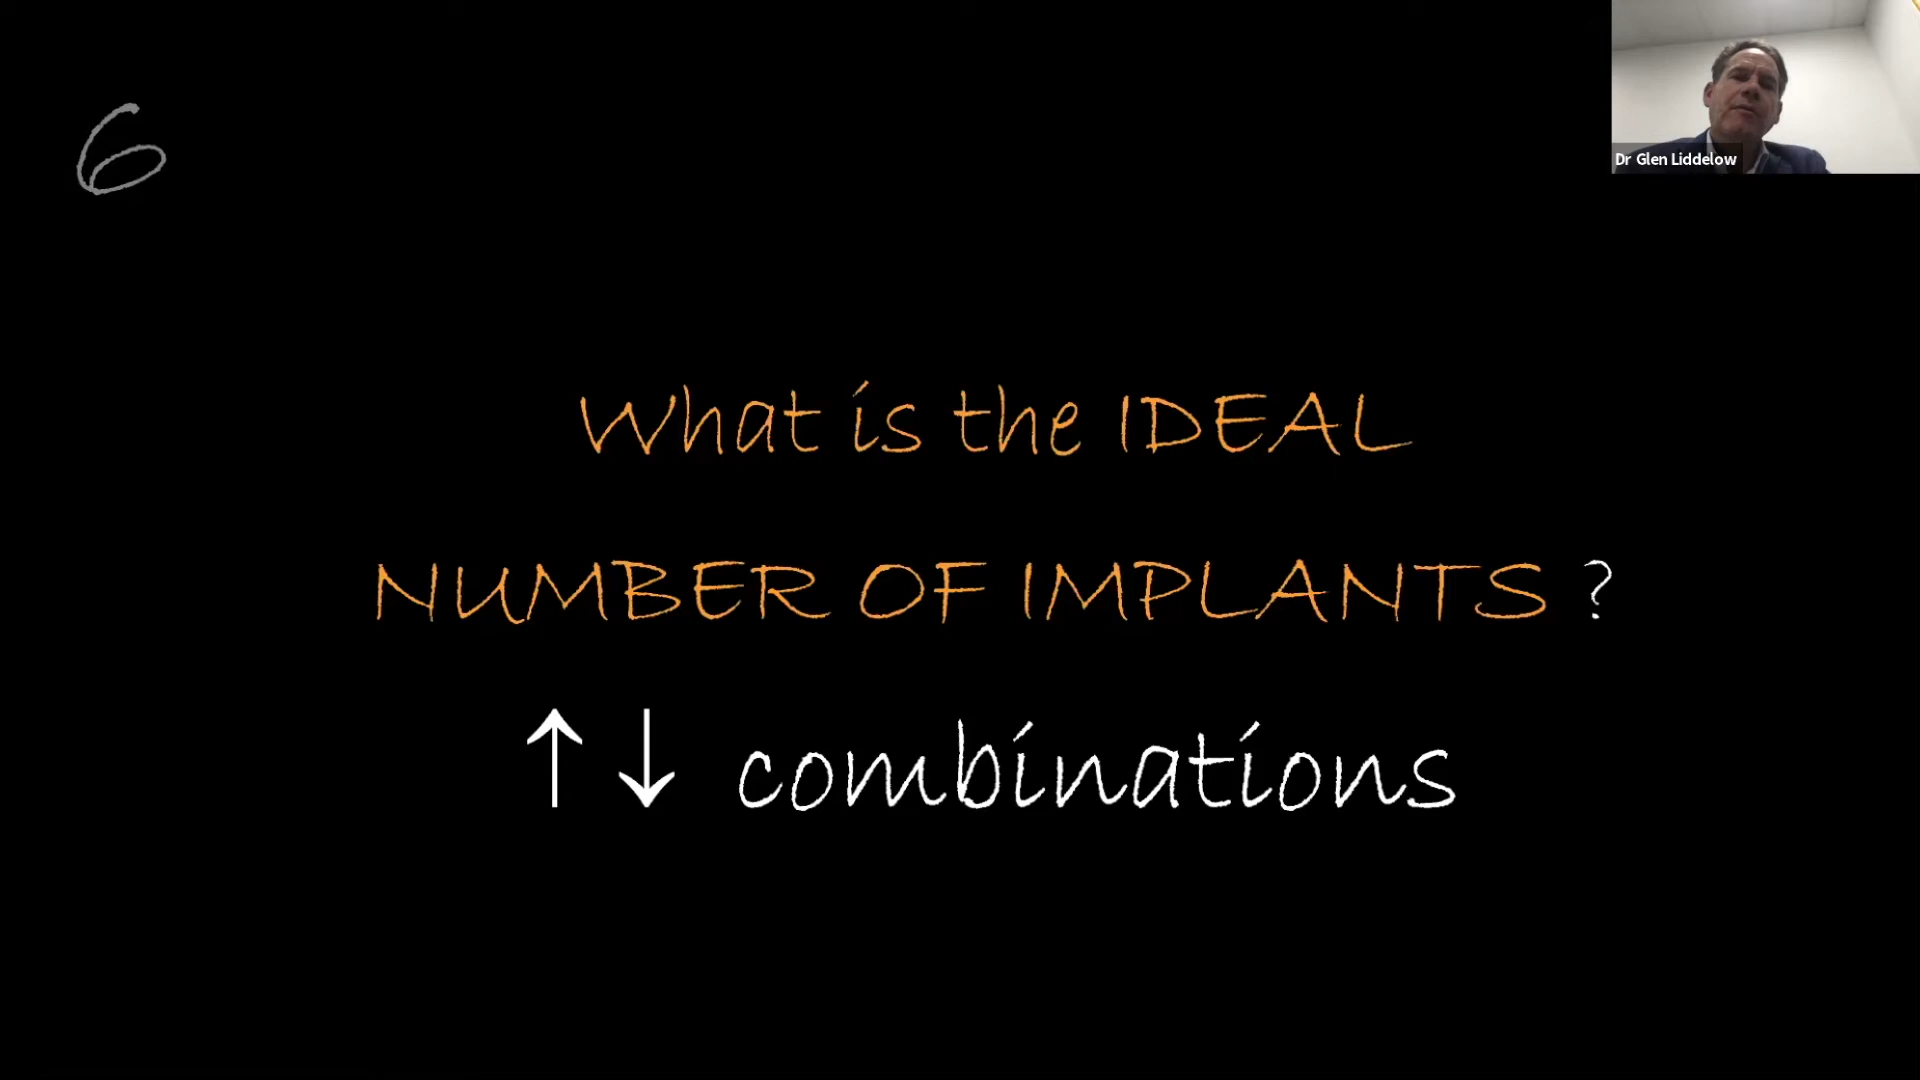 6
Dr Glen Liddelow
What is the IDEAL
NUMBER OF IMPLANTS ?
↑↓ combinations